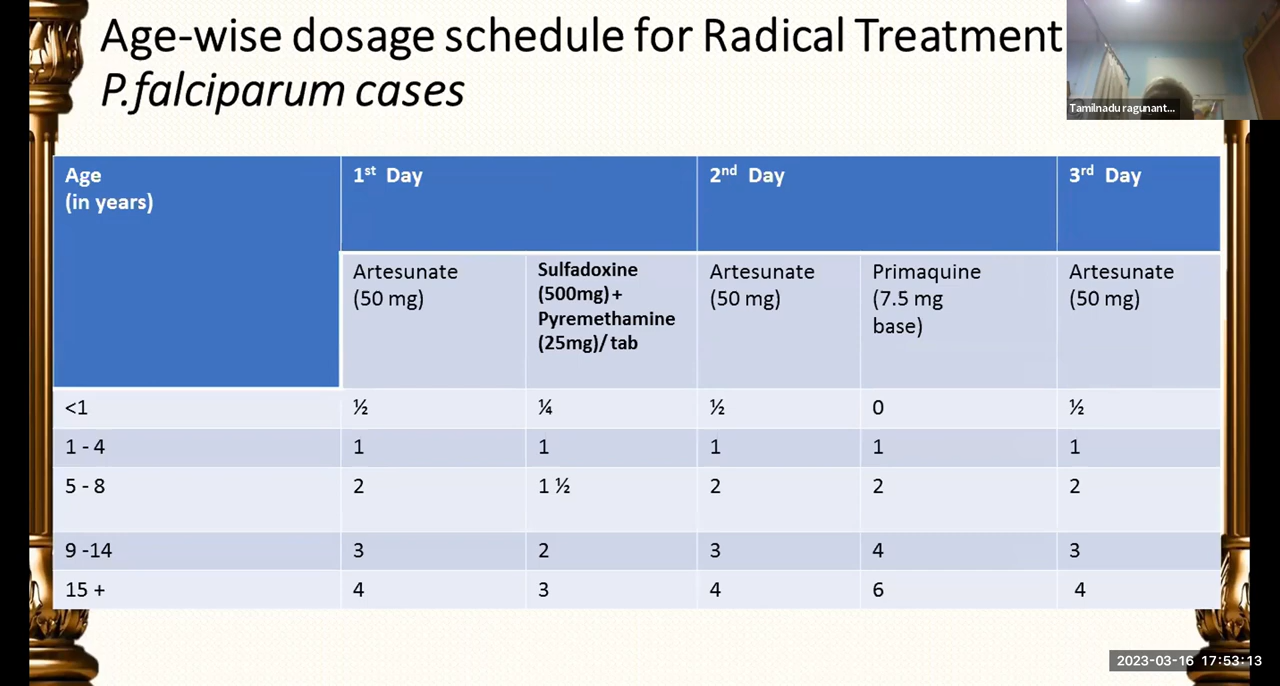 Age-wise dosage schedule for Radical Treatment
P.falciparum cases
Tamilnadu ragunant...
Age
(in years)
1st Day
2nd Day
3rd Day
Artesunate
(50 mg)
Sulfadoxine
(500mg)+
Pyremethamine
(25mg)/ tab
Artesunate
(50 mg)
Primaquine
(7.5 mg
base)
Artesunate
(50 mg)
<1 ½ ¼ ½ 0 ½
1 - 4 1 1 1 1 1
5 - 8 2 1 ½ 2 2 2
9 -14 3 2 3 4 3
15 + 4 3 4 6 4
2023-03-16 17:53:13